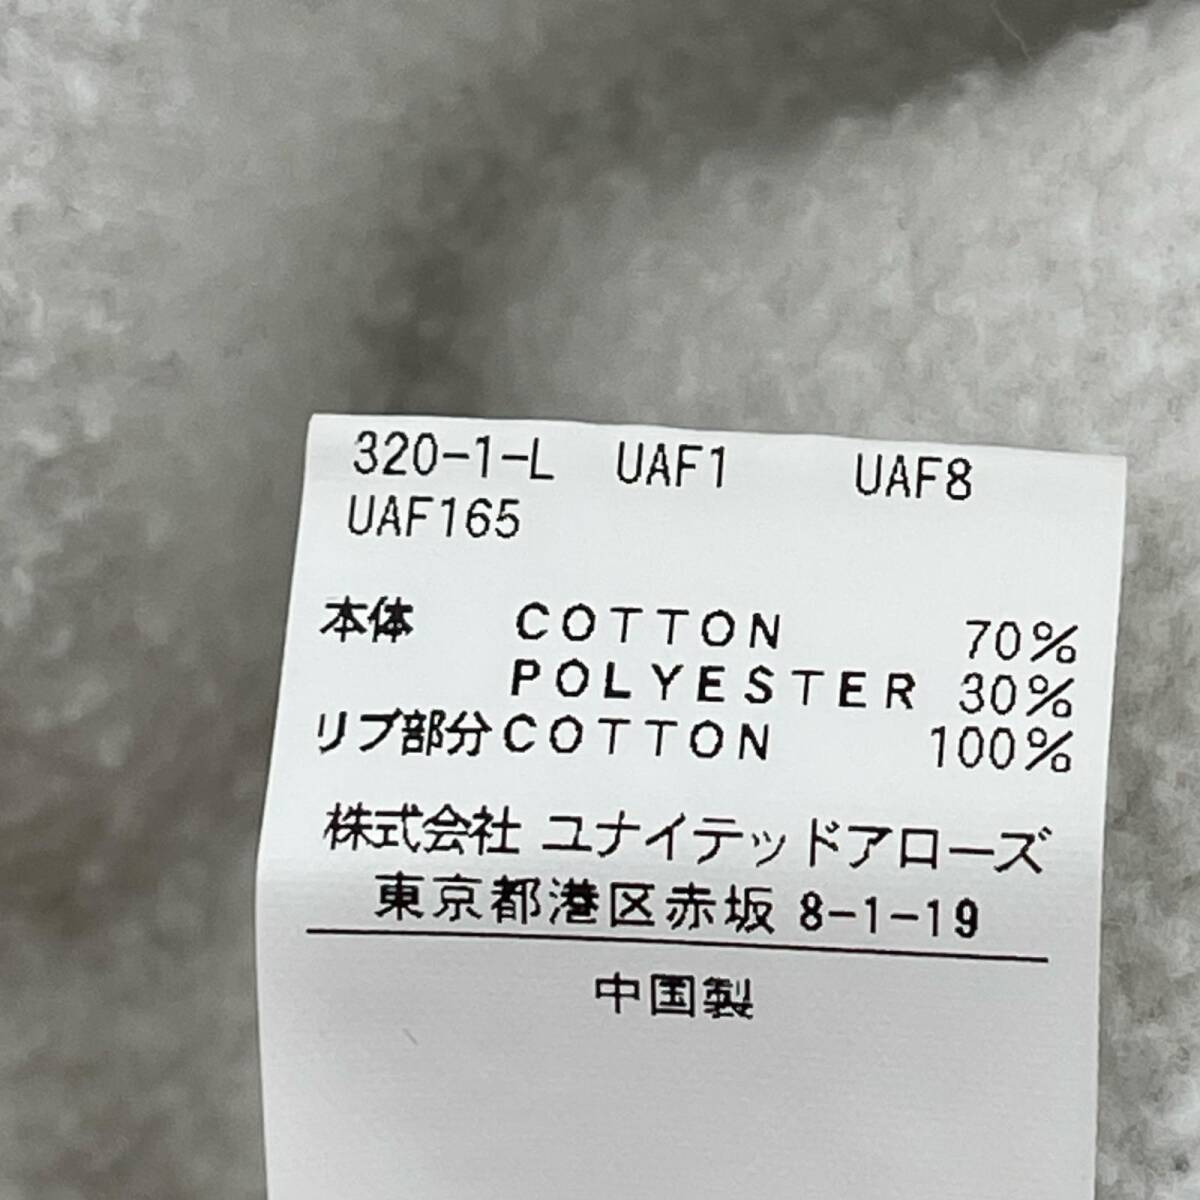 320-1-L UAF1 UAF8
UAF165
本体 COTTON 70%
POLYESTER 30%
リブ部分 COTTON 100%
株式会社 ユナイテッドアローズ
東京都港区赤坂 8-1-19
中国製